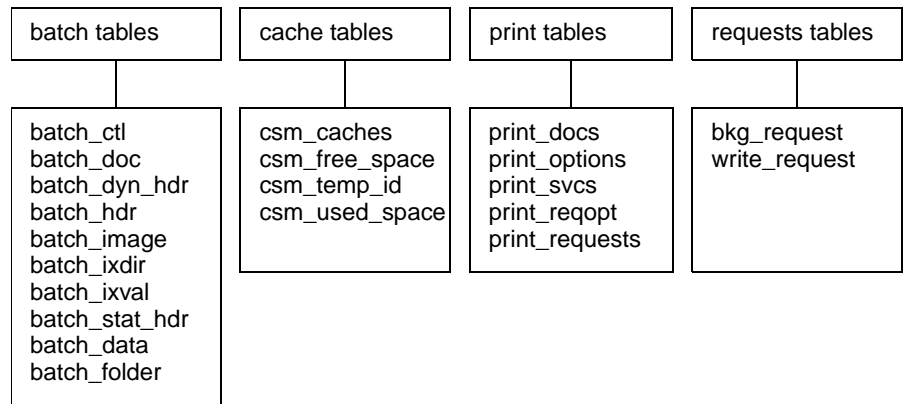 batch tables
batch_ctl
batch_doc
batch_dyn_hdr
batch_hdr
batch_image
batch_ixdir
batch_ixval
batch_stat_hdr
batch_data
batch_folder
cache tables
csm_caches
csm_free_space
csm_temp_id
csm_used_space
print tables
print_docs
print_options
print_svcs
print_reqopt
print_requests
requests tables
bkg_request
write_request